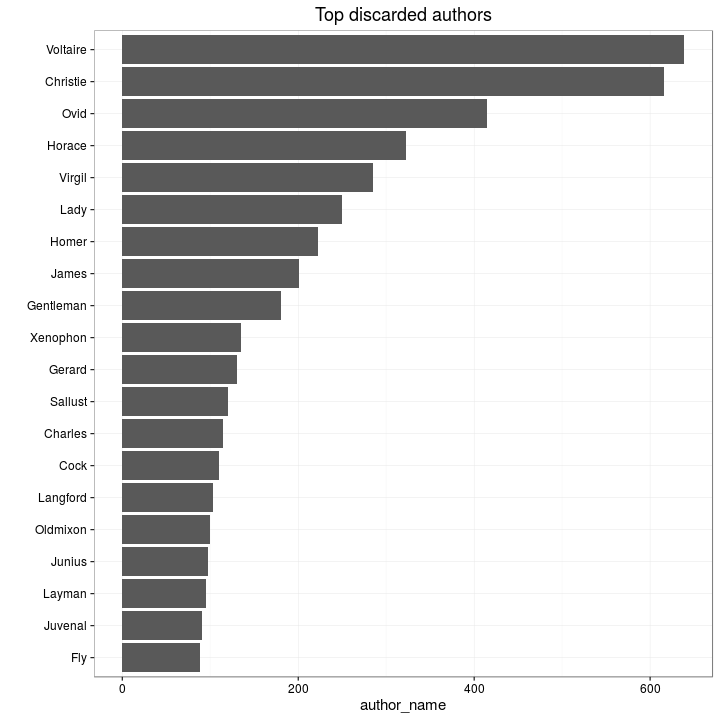 Top discarded authors
Voltaire
Christie
Ovid
Horace
Virgil
Lady
Homer
James
Gentleman
Xenophon
Gerard
Sallust
Charles
Cock
Langford
Oldmixon
Junius
Layman
Juvenal
Fly
0 200 400 600
author_name